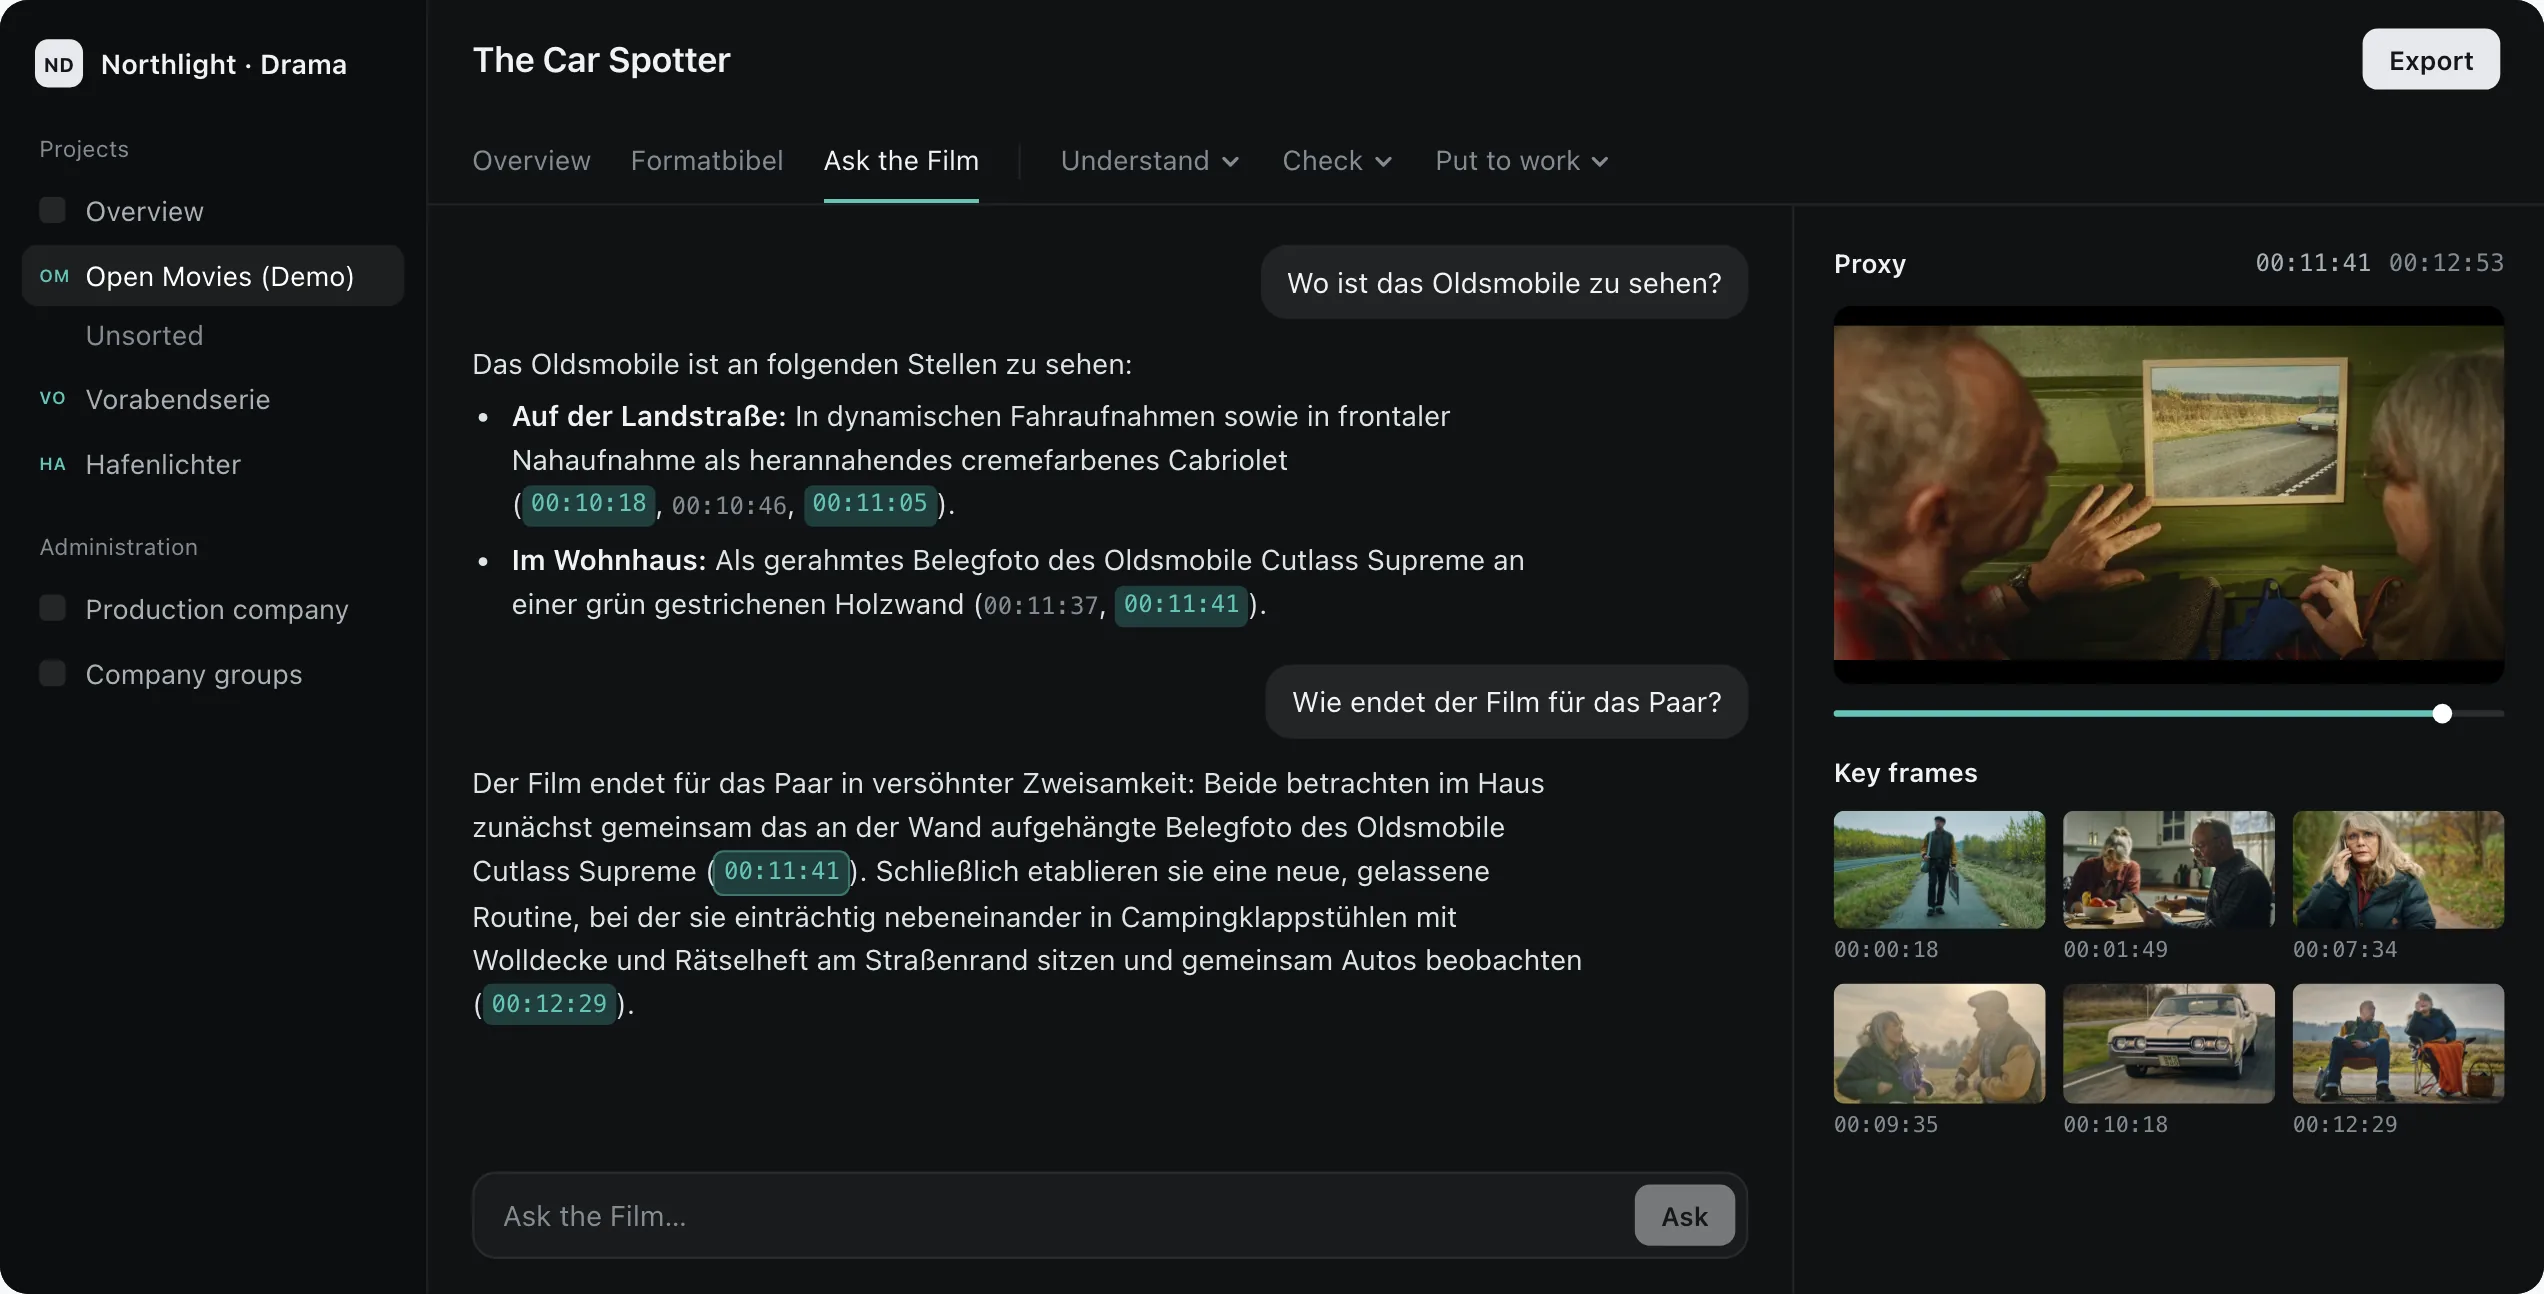 ND Northlight · Drama
Projects
Overview
OM Open Movies (Demo)
Unsorted
VO Vorabendserie
HA Hafenlichter
Administration
Production company
Company groups
The Car Spotter
Export
Overview Formatbibel Ask the Film Understand Check Put to work
Wo ist das Oldsmobile zu sehen?
Das Oldsmobile ist an folgenden Stellen zu sehen:
• Auf der Landstraße: In dynamischen Fahraufnahmen sowie in frontaler
Nahaufnahme als herannahendes cremefarbenes Cabriolet
(00:10:18, 00:10:46, 00:11:05).
• Im Wohnhaus: Als gerahmtes Belegfoto des Oldsmobile Cutlass Supreme an
einer grün gestrichenen Holzwand (00:11:37, 00:11:41).
Wie endet der Film für das Paar?
Der Film endet für das Paar in versöhnter Zweisamkeit: Beide betrachten im Haus
zunächst gemeinsam das an der Wand aufgehängte Belegfoto des Oldsmobile
Cutlass Supreme (00:11:41). Schließlich etablieren sie eine neue, gelassene
Routine, bei der sie einträchtig nebeneinander in Campingklappstühlen mit
Wolldecke und Rätselheft am Straßenrand sitzen und gemeinsam Autos beobachten
(00:12:29).
Ask the Film...
Ask
Proxy 00:11:41 00:12:53
Key frames
00:00:18 00:01:49 00:07:34
00:09:35 00:10:18 00:12:29